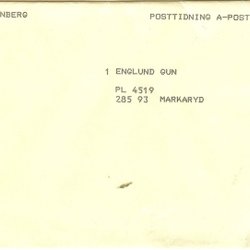 NBERG POSTTIDNING A-POST
1 ENGLUND GUN
PL 4519
285 93 MARKARYD